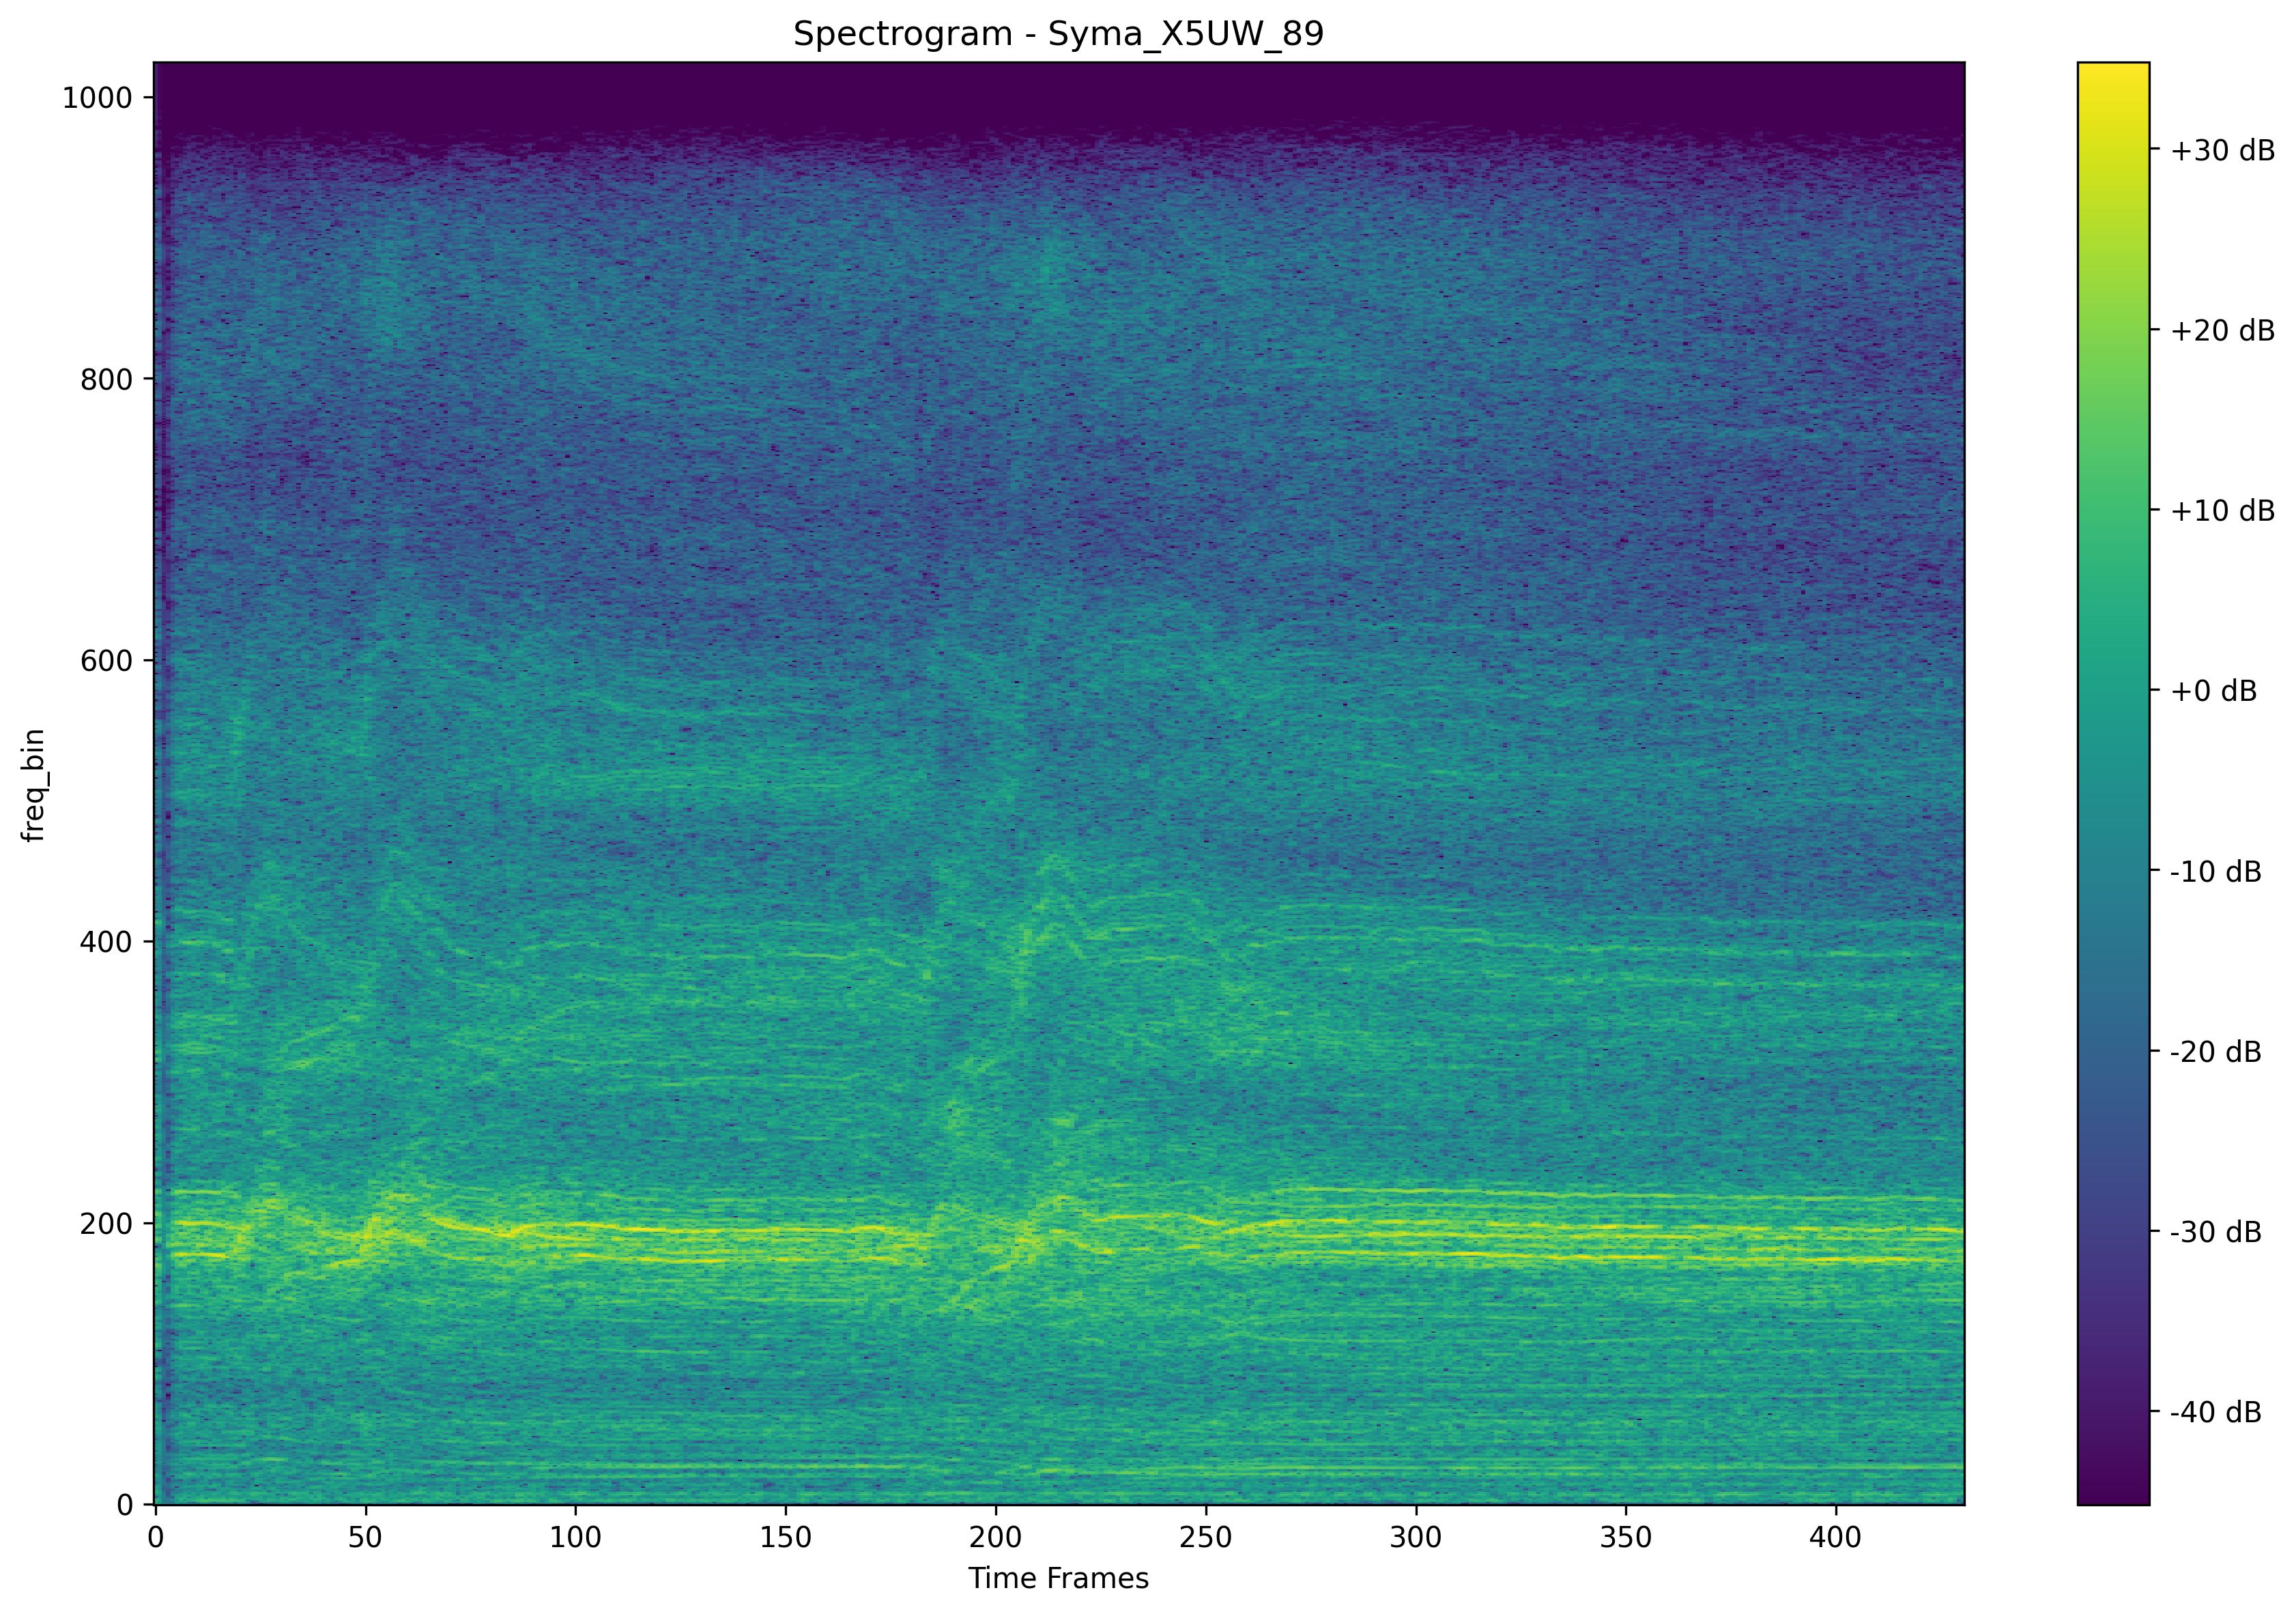 Spectrogram - Syma_X5UW_89
1000
800
600
400
200
0
freq_bin
0 50 100 150 200 250 300 350 400
Time Frames
+30 dB
+20 dB
+10 dB
+0 dB
-10 dB
-20 dB
-30 dB
-40 dB